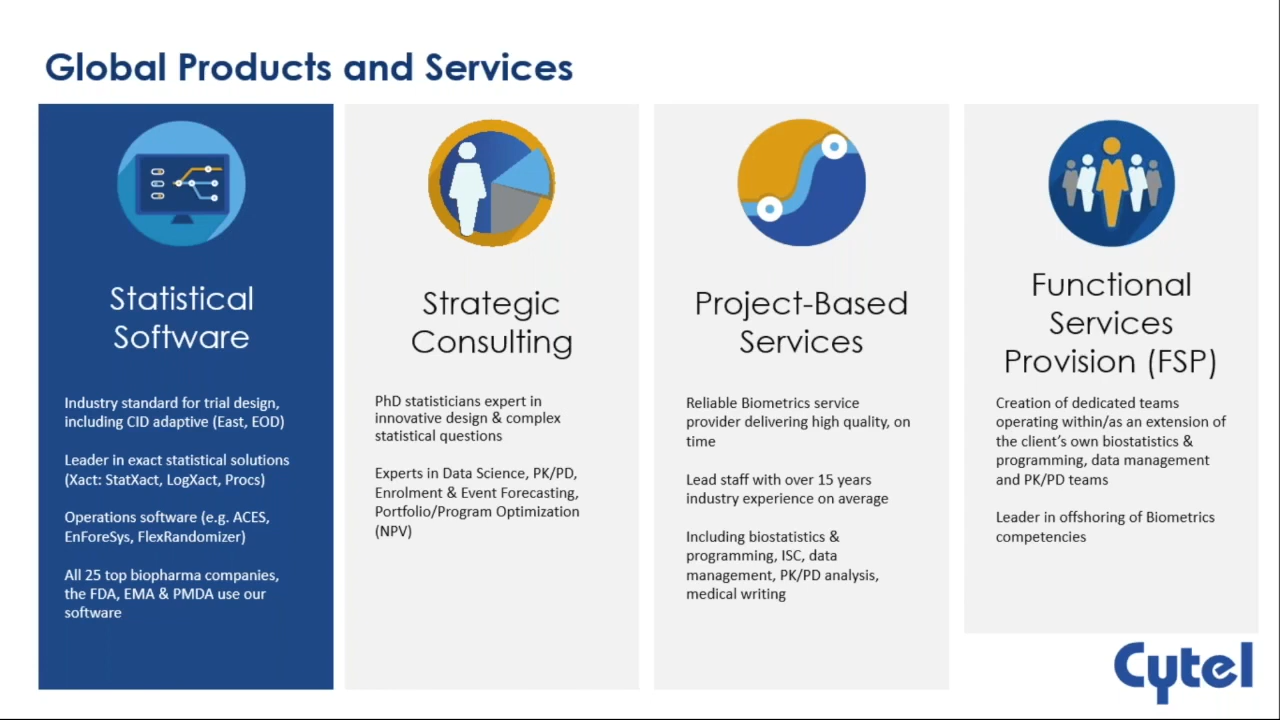 Global Products and Services
Statistical
Software
Industry standard for trial design,
including CID adaptive (East, EOD)
Leader in exact statistical solutions
(Xact: StatXact, LogXact, Procs)
Operations software (e.g. ACES,
EnForeSys, FlexRandomizer)
All 25 top biopharma companies,
the FDA, EMA & PMDA use our
software
Strategic
Consulting
PhD statisticians expert in
innovative design & complex
statistical questions
Experts in Data Science, PK/PD,
Enrolment & Event Forecasting,
Portfolio/Program Optimization
(NPV)
Project-Based
Services
Reliable Biometrics service
provider delivering high quality, on
time
Lead staff with over 15 years
industry experience on average
Including biostatistics &
programming, ISC, data
management, PK/PD analysis,
medical writing
Functional
Services
Provision (FSP)
Creation of dedicated teams
operating within/as an extension of
the client's own biostatistics &
programming, data management
and PK/PD teams
Leader in offshoring of Biometrics
competencies
Cytel